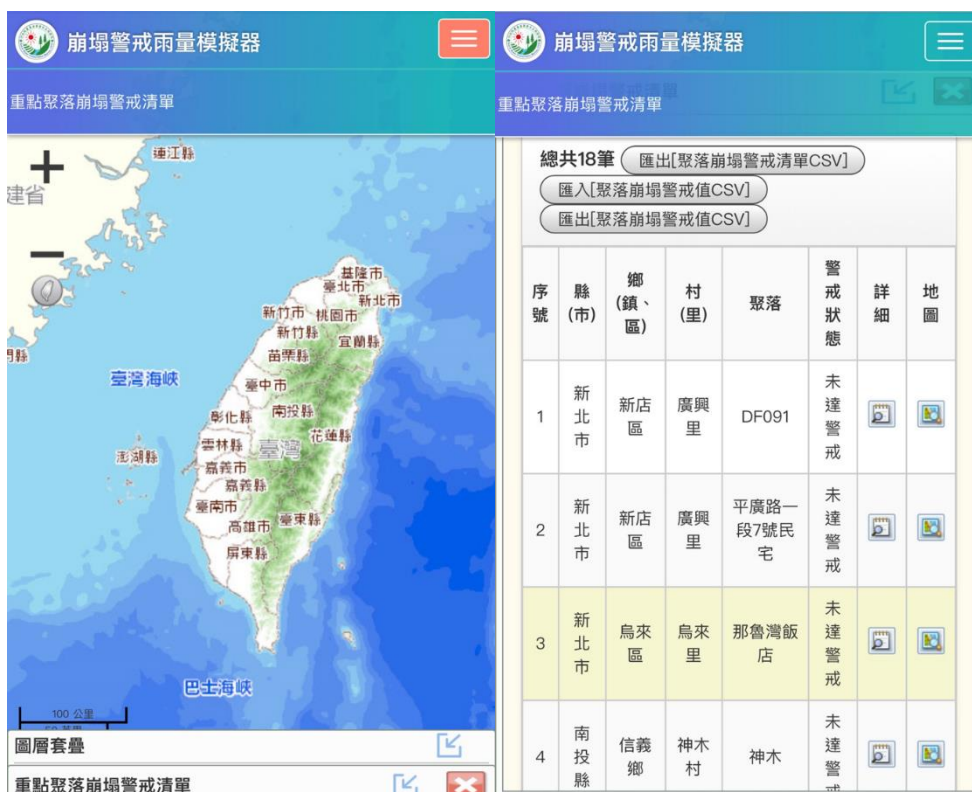 崩塌警戒雨量模擬器
重點聚落崩塌警戒清單
連江縣
建省
基隆市
臺北市
新北市
新竹市
桃園市
新竹縣
宜蘭縣
苗栗縣
臺灣海峽
臺中市
彰化縣
南投縣
花蓮縣
雲林縣
臺灣
澎湖縣
嘉義市
嘉義縣
臺南市
臺東縣
高雄市
屏東縣
巴士海峽
100 公里
圖層套疊
重點聚落崩塌警戒清單
崩塌警戒雨量模擬器
重點聚落崩塌警戒清單
總共18筆 匯出[聚落崩塌警戒清單CSV]
匯入[聚落崩塌警戒值CSV]
匯出[聚落崩塌警戒值CSV]
序號 縣(市) 鄉(鎮、區) 村(里) 聚落 警戒狀態 詳細 地圖
1 新北市 新店區 廣興里 DF091 未達警戒
2 新北市 新店區 廣興里 平廣路一段7號民宅 未達警戒
3 新北市 烏來區 烏來里 那魯灣飯店 未達警戒
4 南投縣 信義鄉 神木村 神木 未達警